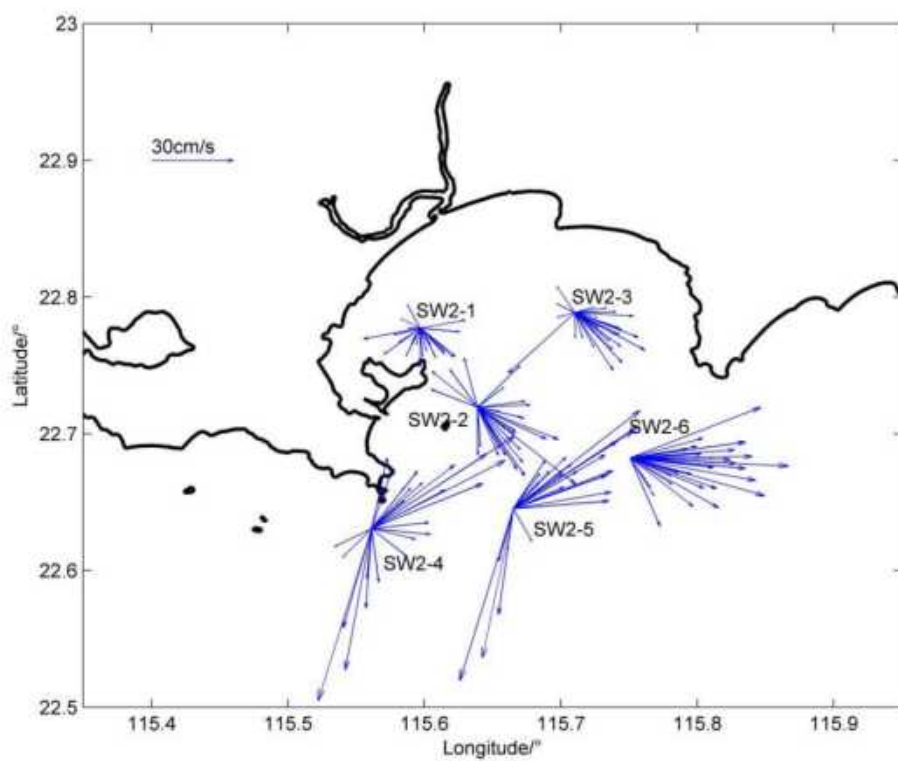 23
30cm/s
22.9
22.8
SW2-1
SW2-3
Latitude/°
SW2-2
SW2-6
22.7
SW2-5
SW2-4
22.6
22.5
115.4 115.5 115.6 115.7 115.8 115.9
Longitude/°